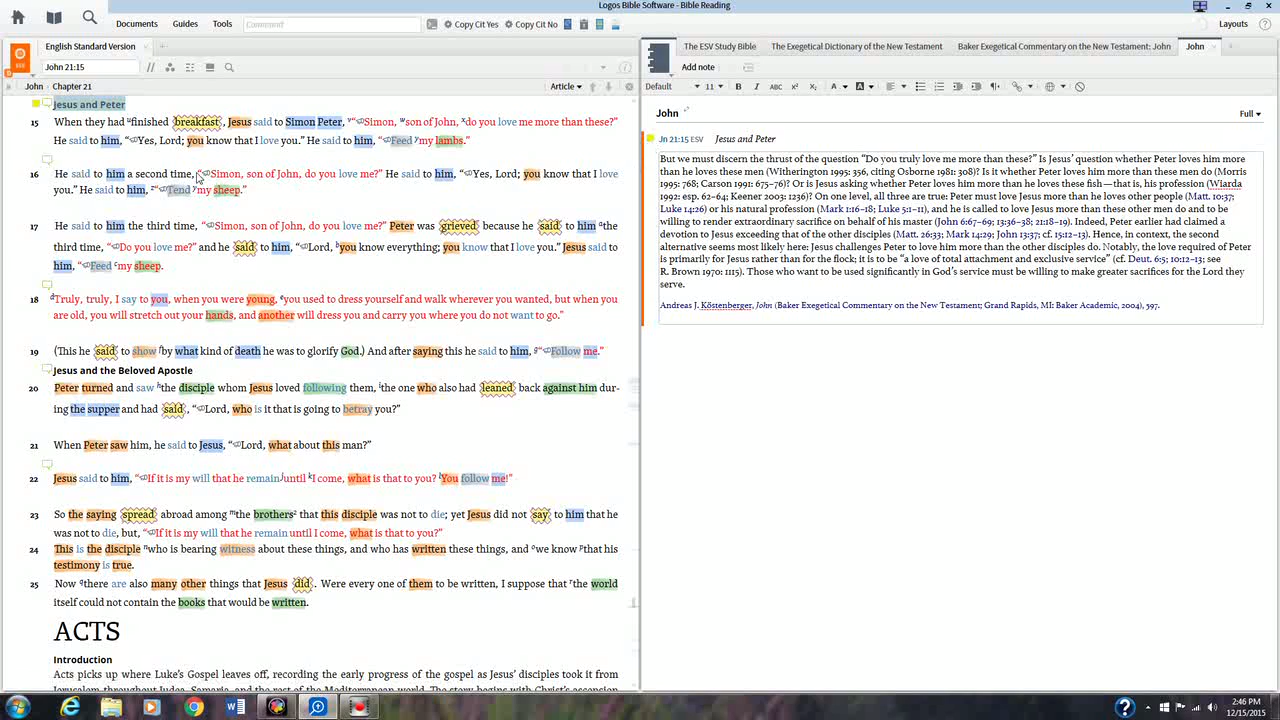 Logos Bible Software - Bible Reading
Documents Guides Tools Command Copy Cit Yes Copy Cit No Layouts
English Standard Version
John 21:15
John Chapter 21 Article
Jesus and Peter
15 When they had finished breakfast, Jesus said to Simon Peter, “Simon, son of John, do you love me more than these?”
He said to him, “Yes, Lord; you know that I love you.” He said to him, “Feed my lambs.”
16 He said to him a second time, “Simon, son of John, do you love me?” He said to him, “Yes, Lord; you know that I love
you.” He said to him, “Tend my sheep.”
17 He said to him the third time, “Simon, son of John, do you love me?” Peter was grieved because he said to him the
third time, “Do you love me?” and he said to him, “Lord, you know everything; you know that I love you.” Jesus said to
him, “Feed my sheep.
18 Truly, truly, I say to you, when you were young, you used to dress yourself and walk wherever you wanted, but when you
are old, you will stretch out your hands, and another will dress you and carry you where you do not want to go.”
19 (This he said to show by what kind of death he was to glorify God.) And after saying this he said to him, “Follow me.”
Jesus and the Beloved Apostle
20 Peter turned and saw the disciple whom Jesus loved following them, the one who also had leaned back against him dur-
ing the supper and had said, “Lord, who is it that is going to betray you?”
21 When Peter saw him, he said to Jesus, “Lord, what about this man?”
22 Jesus said to him, “If it is my will that he remain until I come, what is that to you? You follow me!”
23 So the saying spread abroad among the brothers that this disciple was not to die; yet Jesus did not say to him that he
was not to die, but, “If it is my will that he remain until I come, what is that to you?”
24 This is the disciple who is bearing witness about these things, and who has written these things, and we know that his
testimony is true.
25 Now there are also many other things that Jesus did. Were every one of them to be written, I suppose that the world
itself could not contain the books that would be written.
ACTS
Introduction
Acts picks up where Luke’s Gospel leaves off, recording the early progress of the gospel as Jesus’ disciples took it from
Jerusalem throughout Judea, Samaria, and the rest of the Mediterranean world. The story begins with Christ’s ascension
The ESV Study Bible The Exegetical Dictionary of the New Testament Baker Exegetical Commentary on the New Testament: John John
Add note
Default 11 B I ABC A
John Full
Jn 21:15 ESV Jesus and Peter
But we must discern the thrust of the question “Do you truly love me more than these?” Is Jesus’ question whether Peter loves him more
than he loves these men (Witherington 1995: 356, citing Osborne 1981: 308)? Is it whether Peter loves him more than these men do (Morris
1995: 768; Carson 1991: 675–76)? Or is Jesus asking whether Peter loves him more than he loves these fish—that is, his profession (Wiarda
1992: esp. 62–64; Keener 2003: 1236)? On one level, all three are true: Peter must love Jesus more than he loves other people (Matt. 10:37;
Luke 14:26) or his natural profession (Mark 1:16–18; Luke 5:1–11), and he is called to love Jesus more than these other men do and to be
willing to render extraordinary sacrifice on behalf of his master (John 6:67–69; 13:36–38; 21:18–19). Indeed, Peter earlier had claimed a
devotion to Jesus exceeding that of the other disciples (Matt. 26:33; Mark 14:29; John 13:37; cf. 15:12–13). Hence, in context, the second
alternative seems most likely here: Jesus challenges Peter to love him more than the other disciples do. Notably, the love required of Peter
is primarily for Jesus rather than for the flock; it is to be “a love of total attachment and exclusive service” (cf. Deut. 6:5; 10:12–13; see
R. Brown 1970: 1115). Those who want to be used significantly in God’s service must be willing to make greater sacrifices for the Lord they
serve.
Andreas J. Köstenberger, John (Baker Exegetical Commentary on the New Testament; Grand Rapids, MI: Baker Academic, 2004), 597.
2:46 PM
12/15/2015